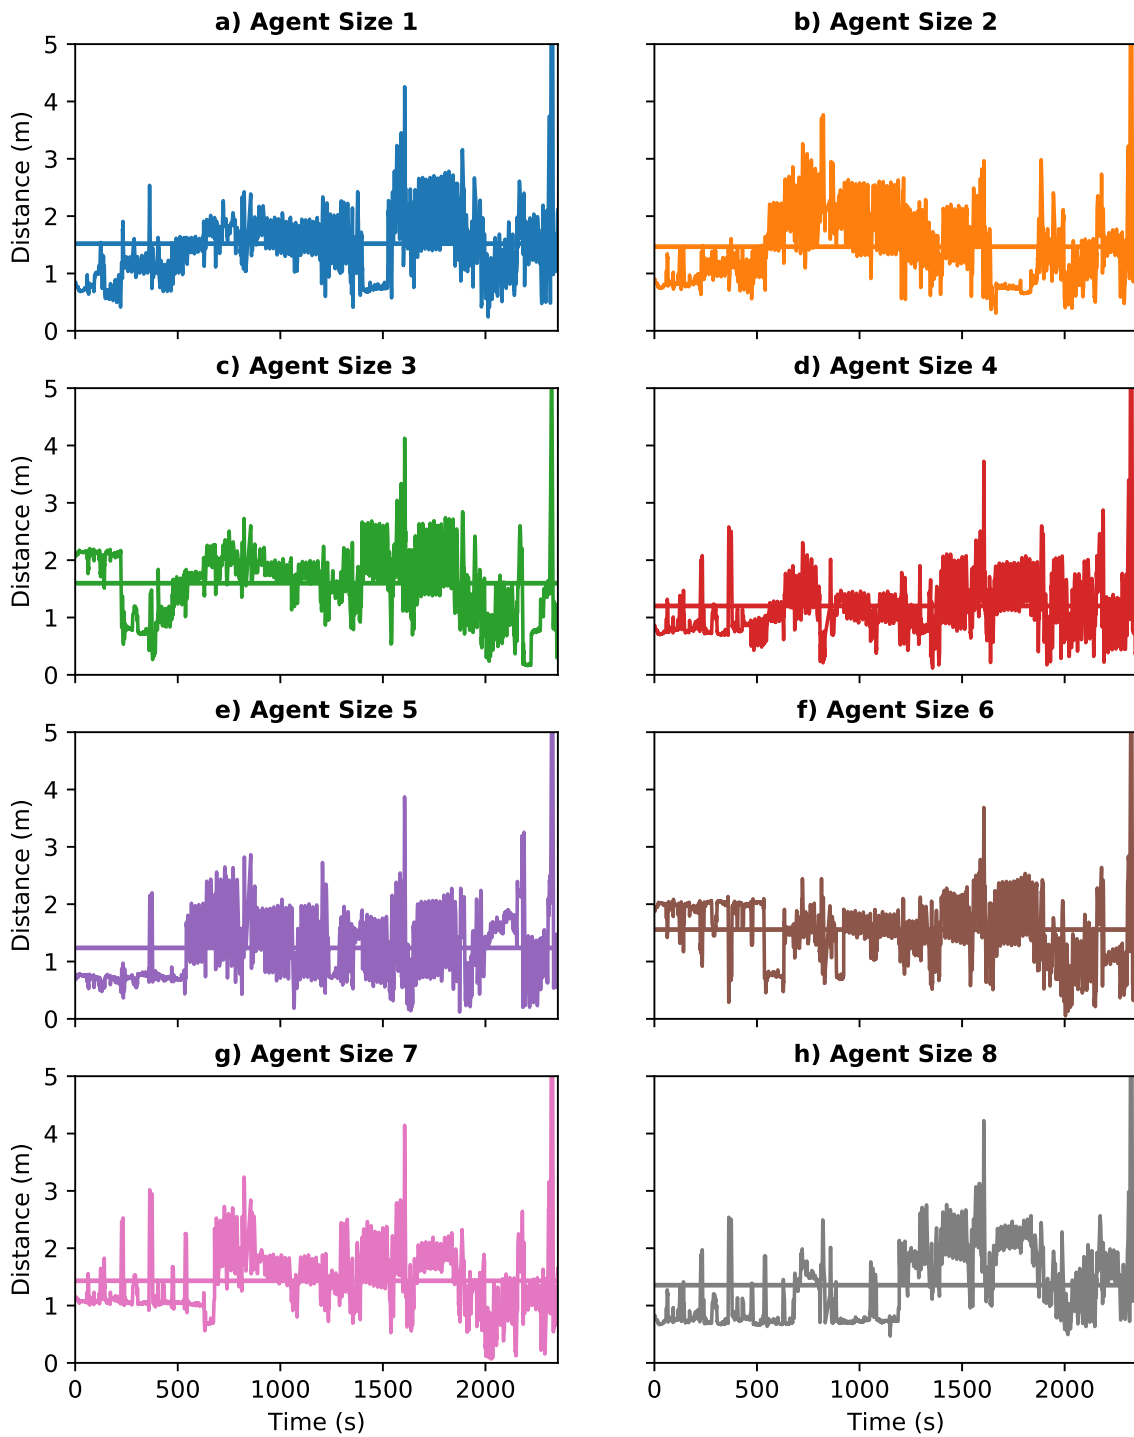 a) Agent Size 1
b) Agent Size 2
5
4
3
2
1
0
Distance (m)
c) Agent Size 3
d) Agent Size 4
5
4
3
2
1
0
Distance (m)
e) Agent Size 5
f) Agent Size 6
5
4
3
2
1
0
Distance (m)
g) Agent Size 7
h) Agent Size 8
5
4
3
2
1
0
Distance (m)
0 500 1000 1500 2000
0 500 1000 1500 2000
Time (s)
Time (s)